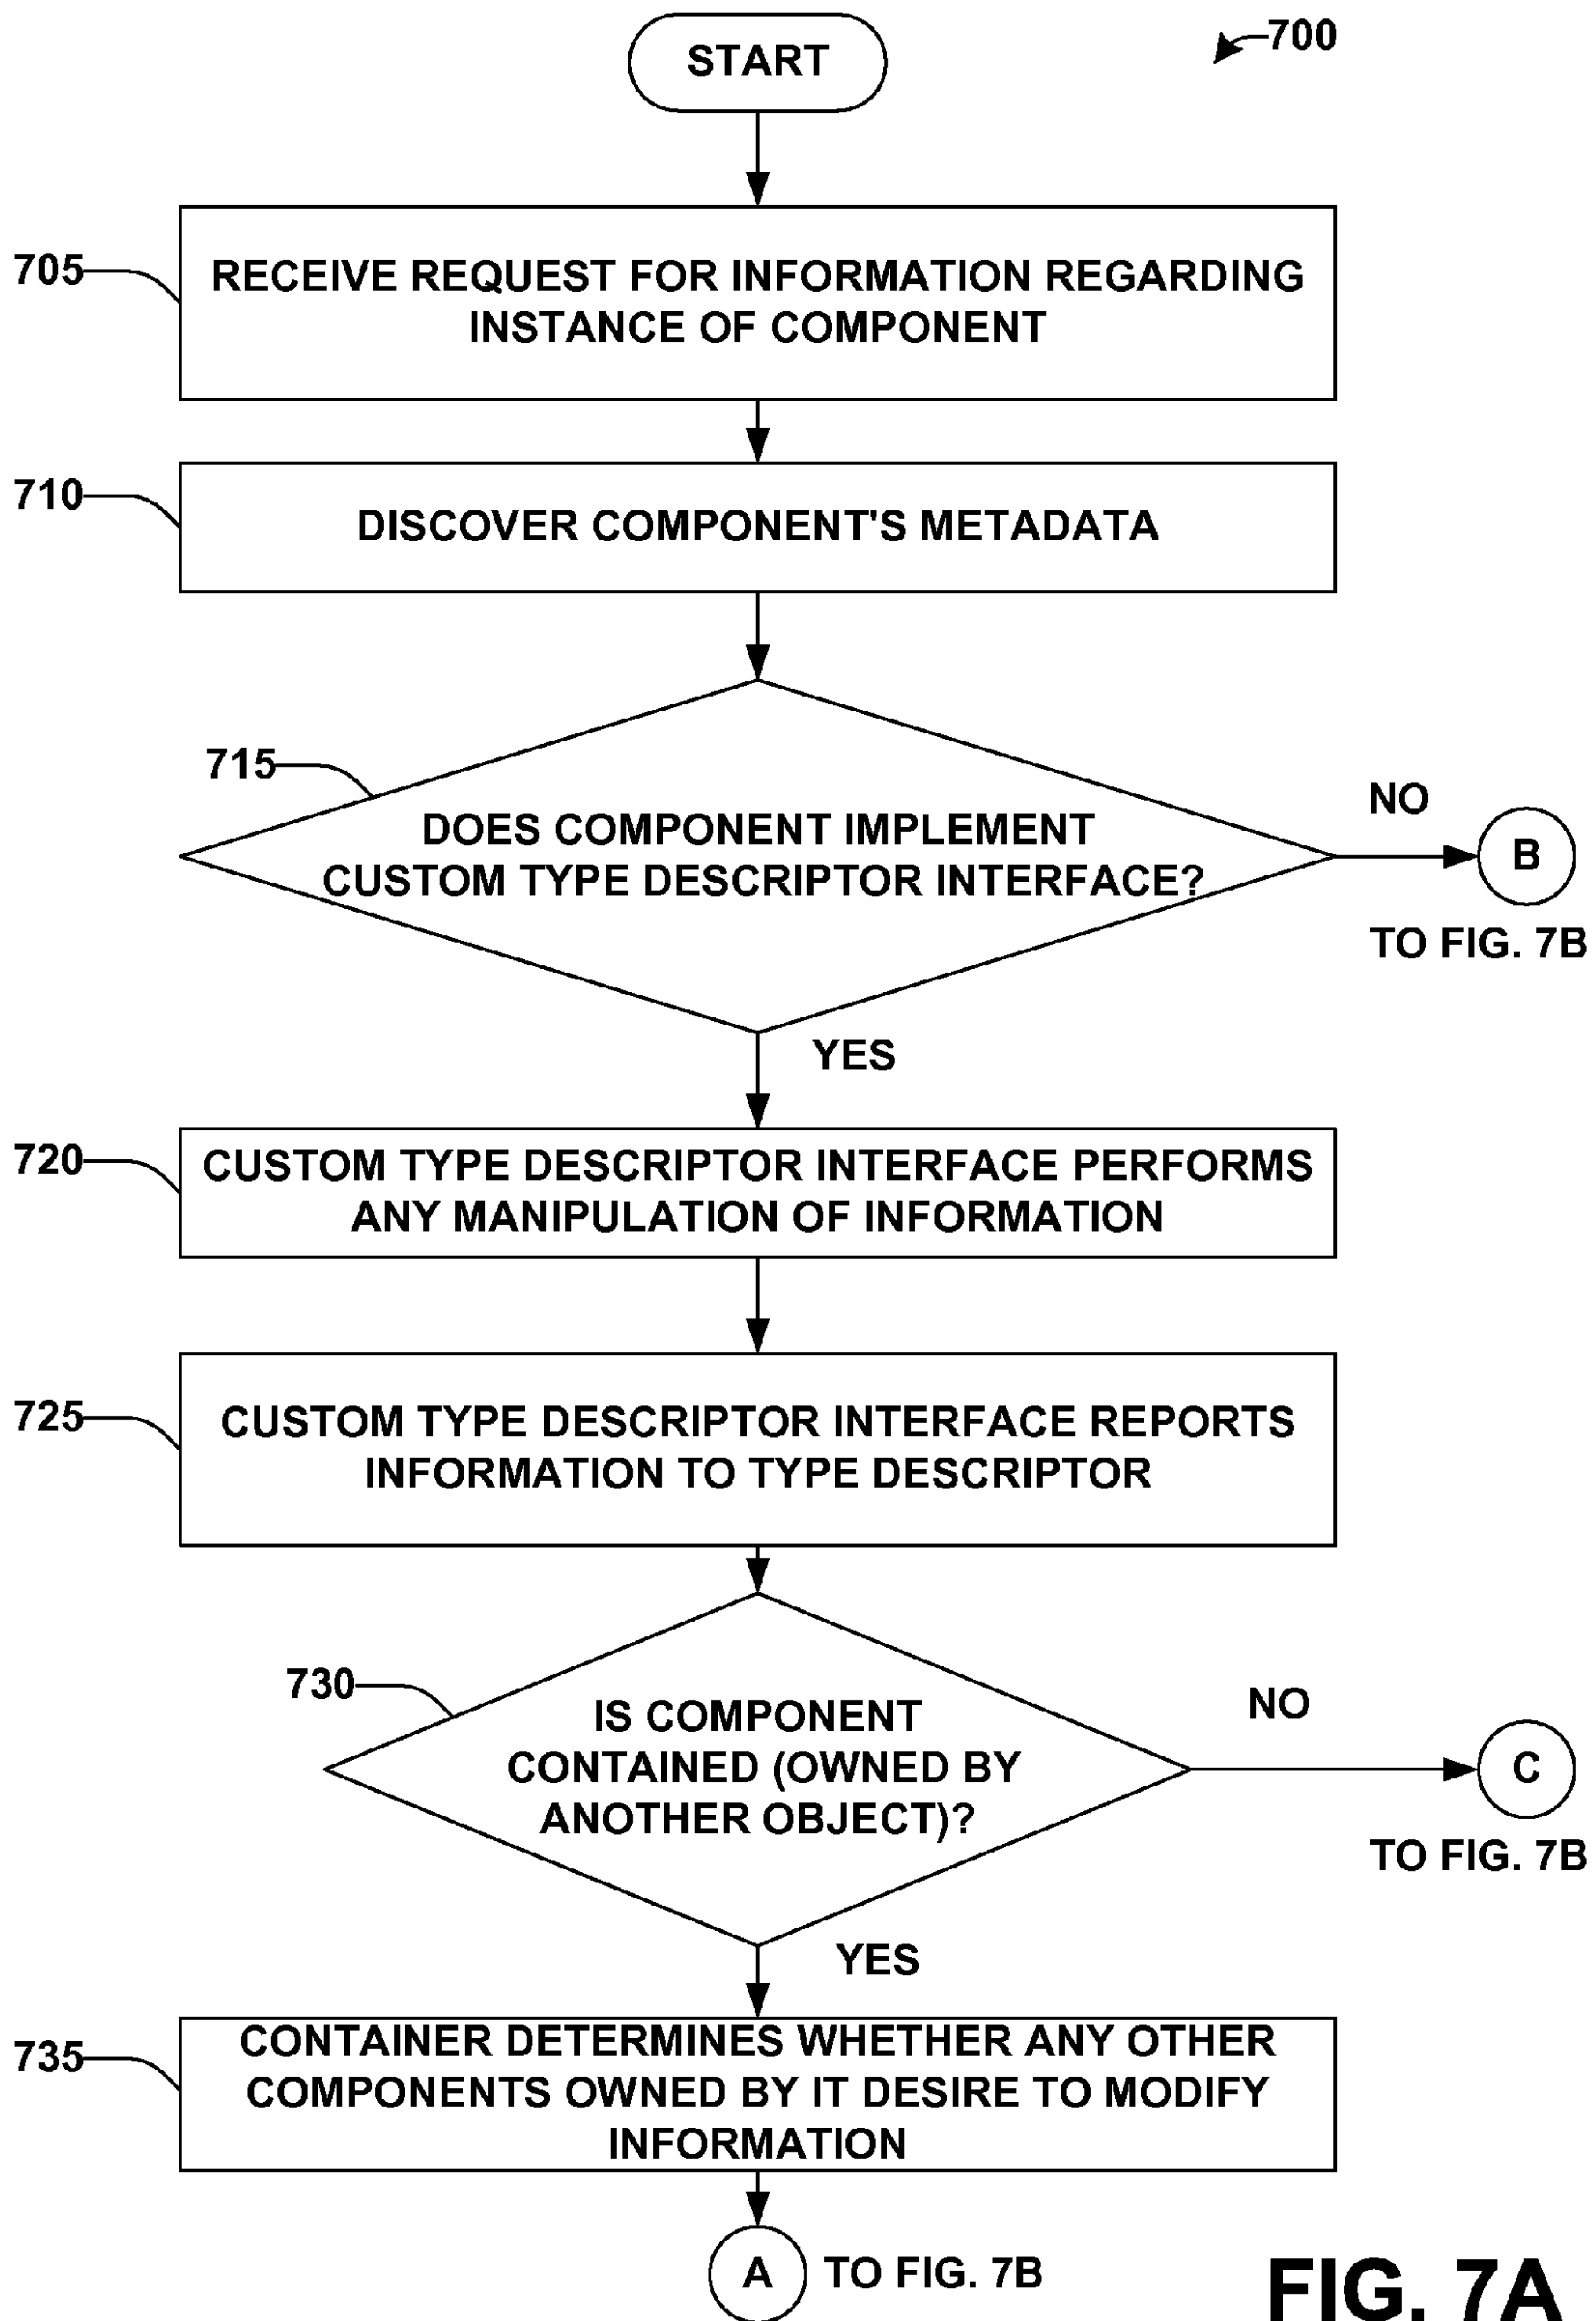 START
700
705
RECEIVE REQUEST FOR INFORMATION REGARDING
INSTANCE OF COMPONENT
710
DISCOVER COMPONENT'S METADATA
715
DOES COMPONENT IMPLEMENT
CUSTOM TYPE DESCRIPTOR INTERFACE?
NO
B
TO FIG. 7B
YES
720
CUSTOM TYPE DESCRIPTOR INTERFACE PERFORMS
ANY MANIPULATION OF INFORMATION
725
CUSTOM TYPE DESCRIPTOR INTERFACE REPORTS
INFORMATION TO TYPE DESCRIPTOR
730
IS COMPONENT
CONTAINED (OWNED BY
ANOTHER OBJECT)?
NO
C
TO FIG. 7B
YES
735
CONTAINER DETERMINES WHETHER ANY OTHER
COMPONENTS OWNED BY IT DESIRE TO MODIFY
INFORMATION
A
TO FIG. 7B
FIG. 7A